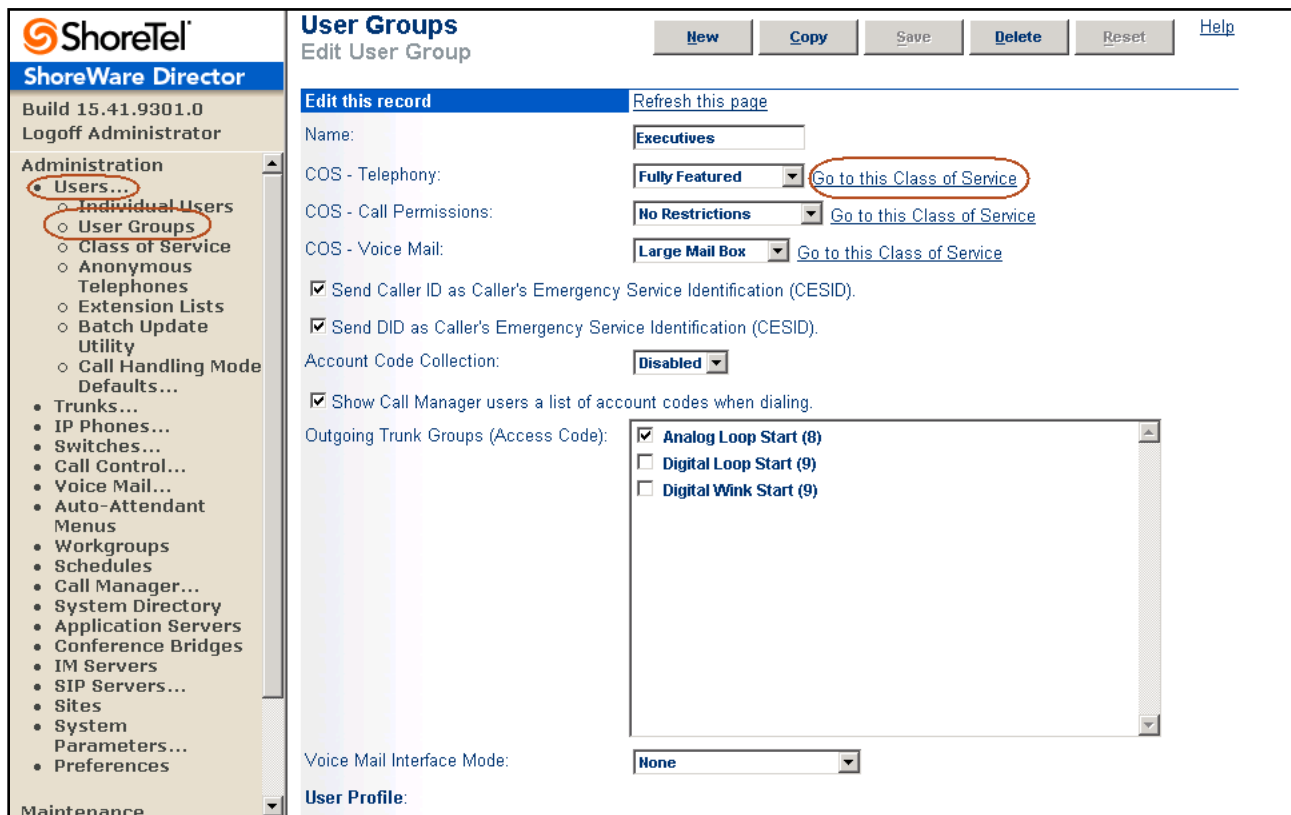 ShoreTel
ShoreWare Director
Build 15.41.9301.0
Logoff Administrator
Administration
Users...
Individual Users
User Groups
Class of Service
Anonymous
Telephones
Extension Lists
Batch Update
Utility
Call Handling Mode
Defaults...
Trunks...
IP Phones...
Switches...
Call Control...
Voice Mail...
Auto-Attendant
Menus
Workgroups
Schedules
Call Manager...
System Directory
Application Servers
Conference Bridges
IM Servers
SIP Servers...
Sites
System
Parameters...
Preferences
Maintenance
User Groups
Edit User Group
New Copy Save Delete Reset Help
Edit this record Refresh this page
Name: Executives
COS - Telephony: Fully Featured Go to this Class of Service
COS - Call Permissions: No Restrictions Go to this Class of Service
COS - Voice Mail: Large Mail Box Go to this Class of Service
Send Caller ID as Caller's Emergency Service Identification (CESID).
Send DID as Caller's Emergency Service Identification (CESID).
Account Code Collection: Disabled
Show Call Manager users a list of account codes when dialing.
Outgoing Trunk Groups (Access Code): Analog Loop Start (8)
Digital Loop Start (9)
Digital Wink Start (9)
Voice Mail Interface Mode: None
User Profile: